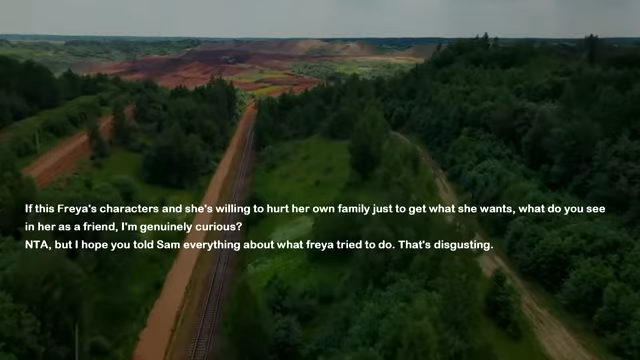 If this Freya's characters and she's willing to hurt her own family just to get what she wants, what do you see
in her as a friend, I'm genuinely curious?
NTA, but I hope you told Sam everything about what freya tried to do. That's disgusting.